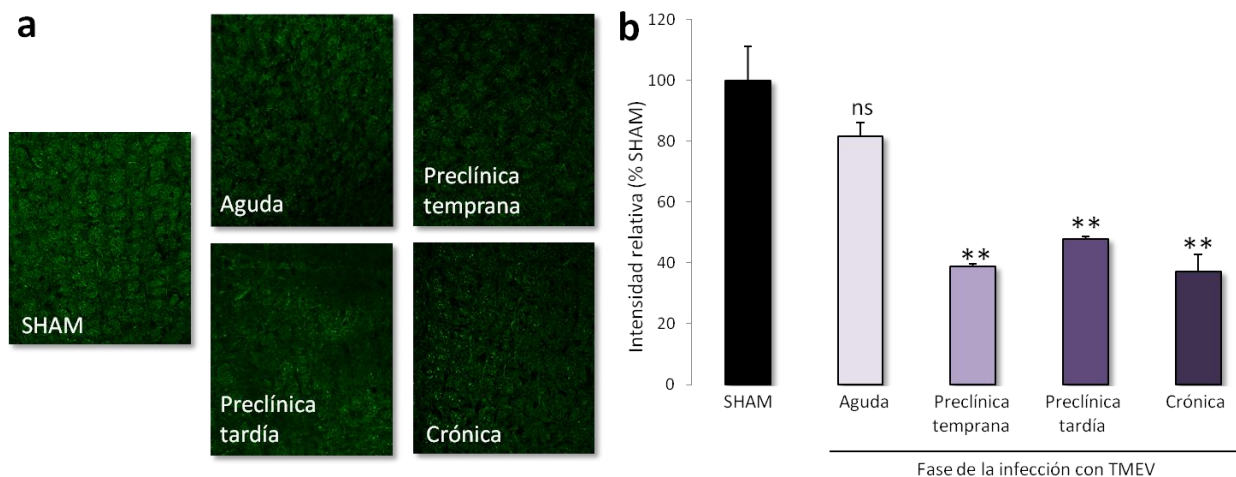 a
SHAM
Aguda
Preclínica
temprana
Preclínica
tardía
Crónica
b
Intensidad relativa (% SHAM)
120
100
80
60
40
20
0
ns
**
**
**
SHAM
Aguda
Preclínica
temprana
Preclínica
tardía
Crónica
Fase de la infección con TMEV